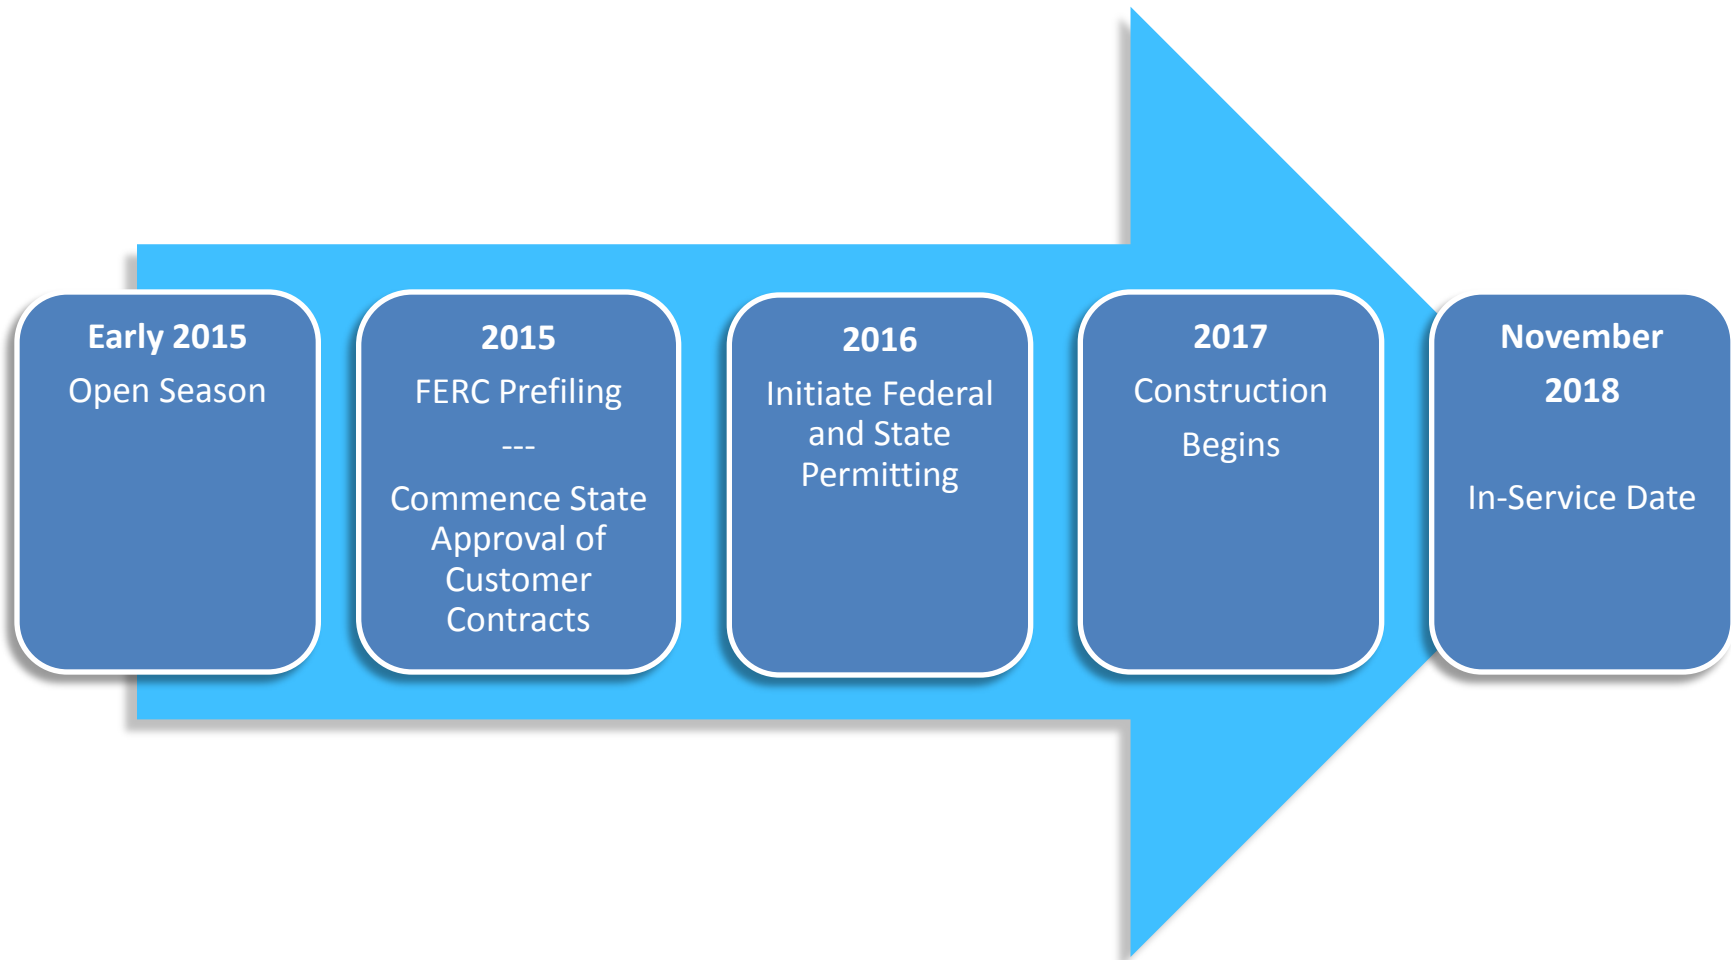 Early 2015
Open Season
2015
FERC Prefiling
---
Commence State
Approval of
Customer
Contracts
2016
Initiate Federal
and State
Permitting
2017
Construction
Begins
November
2018
In-Service Date